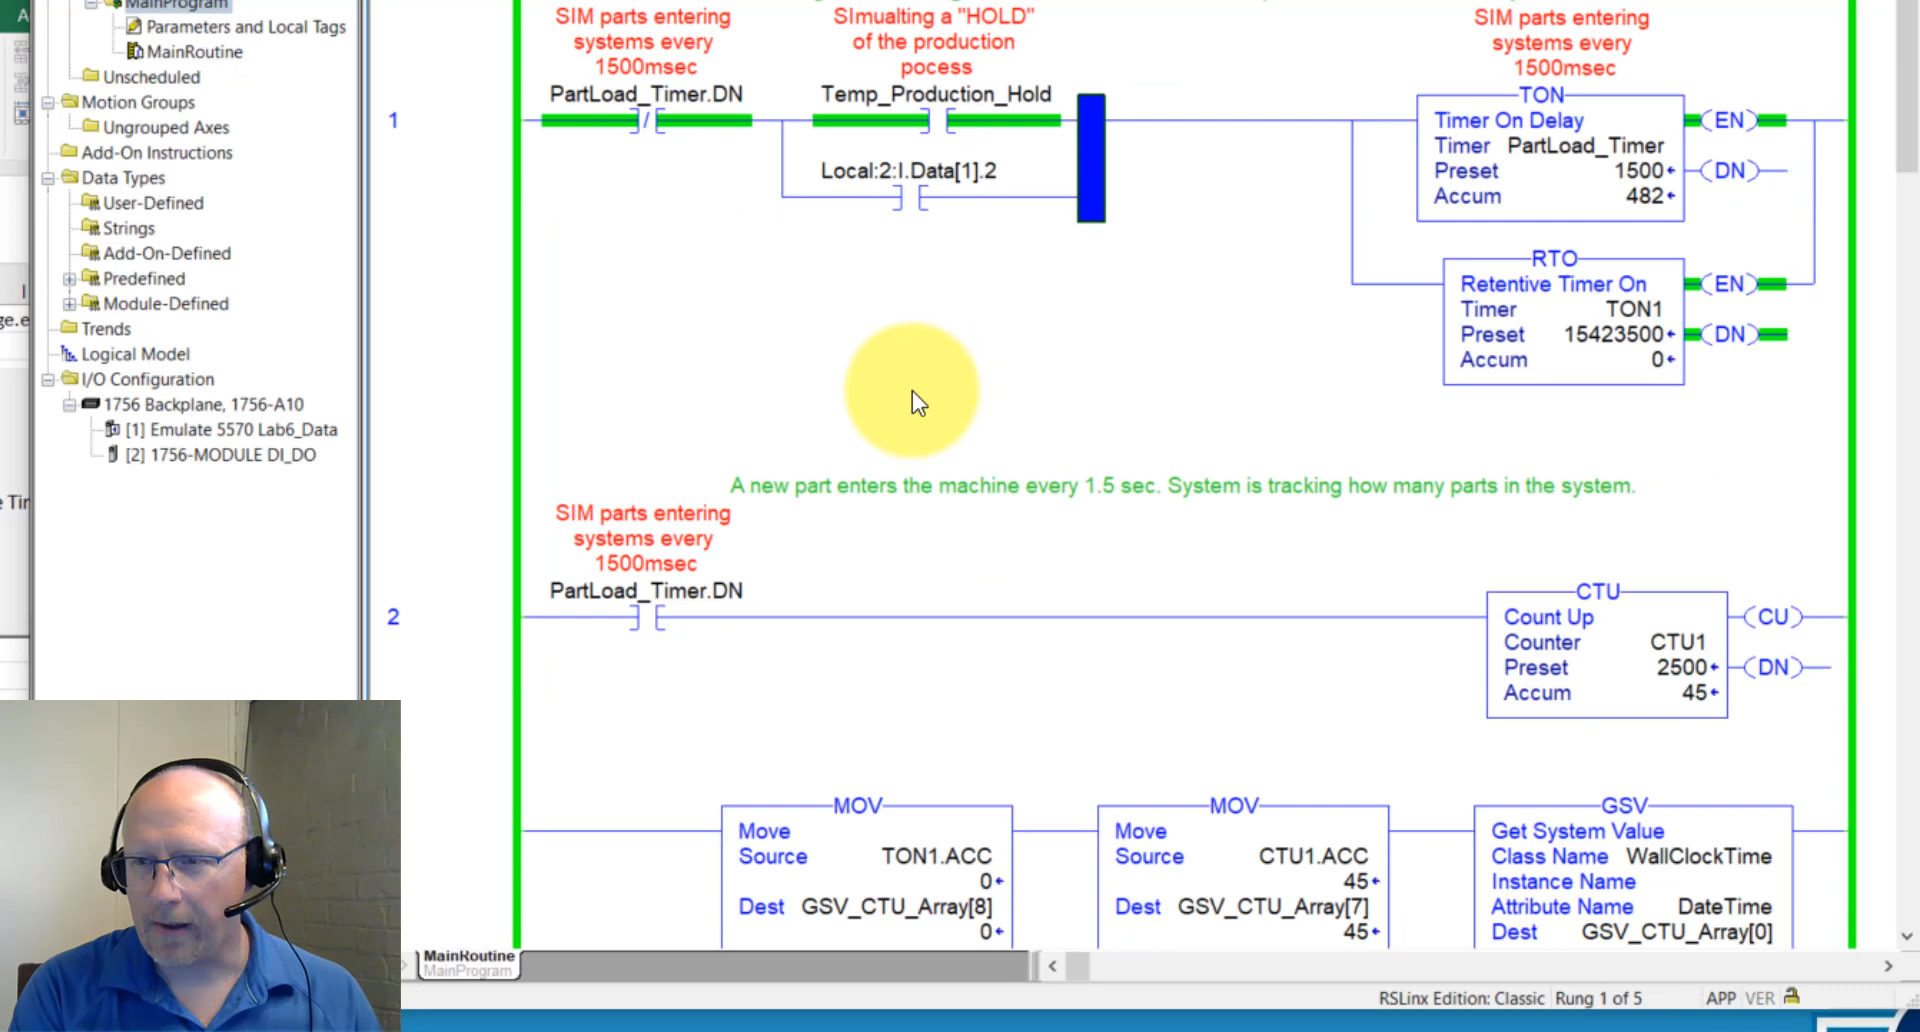 MainProgram
Parameters and Local Tags
MainRoutine
Unscheduled
Motion Groups
Ungrouped Axes
Add-On Instructions
Data Types
User-Defined
Strings
Add-On-Defined
Predefined
Module-Defined
Trends
Logical Model
I/O Configuration
1756 Backplane, 1756-A10
[1] Emulate 5570 Lab6_Data
[2] 1756-MODULE DI_DO
A
ge.e
e Tir
1
SIM parts entering
systems every
1500msec
PartLoad_Timer.DN
SImualting a "HOLD"
of the production
pocess
Temp_Production_Hold
Local:2:I.Data[1].2
SIM parts entering
systems every
1500msec
TON
Timer On Delay
Timer PartLoad_Timer
Preset 1500
Accum 482
EN
DN
RTO
Retentive Timer On
Timer TON1
Preset 15423500
Accum 0
EN
DN
A new part enters the machine every 1.5 sec. System is tracking how many parts in the system.
2
SIM parts entering
systems every
1500msec
PartLoad_Timer.DN
CTU
Count Up
Counter CTU1
Preset 2500
Accum 45
CU
DN
MOV
Move
Source TON1.ACC
0
Dest GSV_CTU_Array[8]
0
MOV
Move
Source CTU1.ACC
45
Dest GSV_CTU_Array[7]
45
GSV
Get System Value
Class Name WallClockTime
Instance Name
Attribute Name DateTime
Dest GSV_CTU_Array[0]
MainRoutine
MainProgram
RSLinx Edition: Classic Rung 1 of 5 APP VER